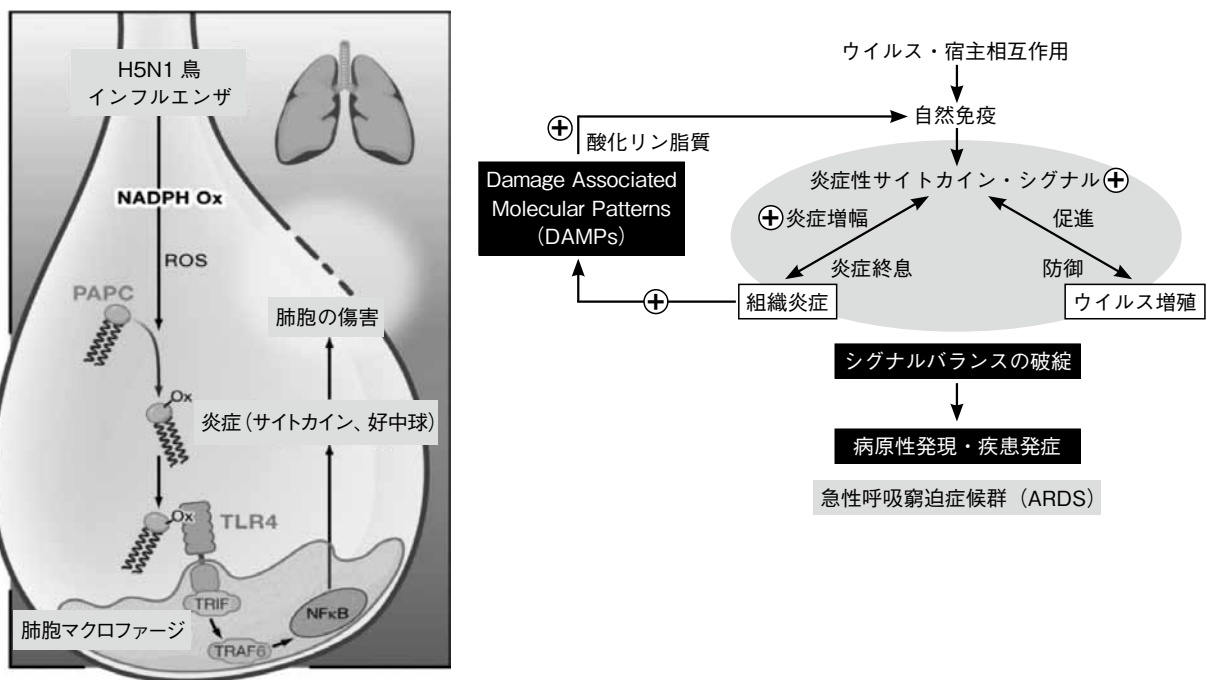 H5N1 鳥
インフルエンザ
NADPH Ox
ROS
PAPC
肺胞の傷害
Ox
炎症（サイトカイン、好中球）
Ox
TLR4
TRIF
NFκB
肺胞マクロファージ
TRAF6
ウイルス・宿主相互作用
自然免疫
⊕
酸化リン脂質
Damage Associated
Molecular Patterns
（DAMPs）
炎症性サイトカイン・シグナル⊕
⊕炎症増幅
促進
炎症終息
防御
⊕
組織炎症
ウイルス増殖
シグナルバランスの破綻
病原性発現・疾患発症
急性呼吸窮迫症候群（ARDS）